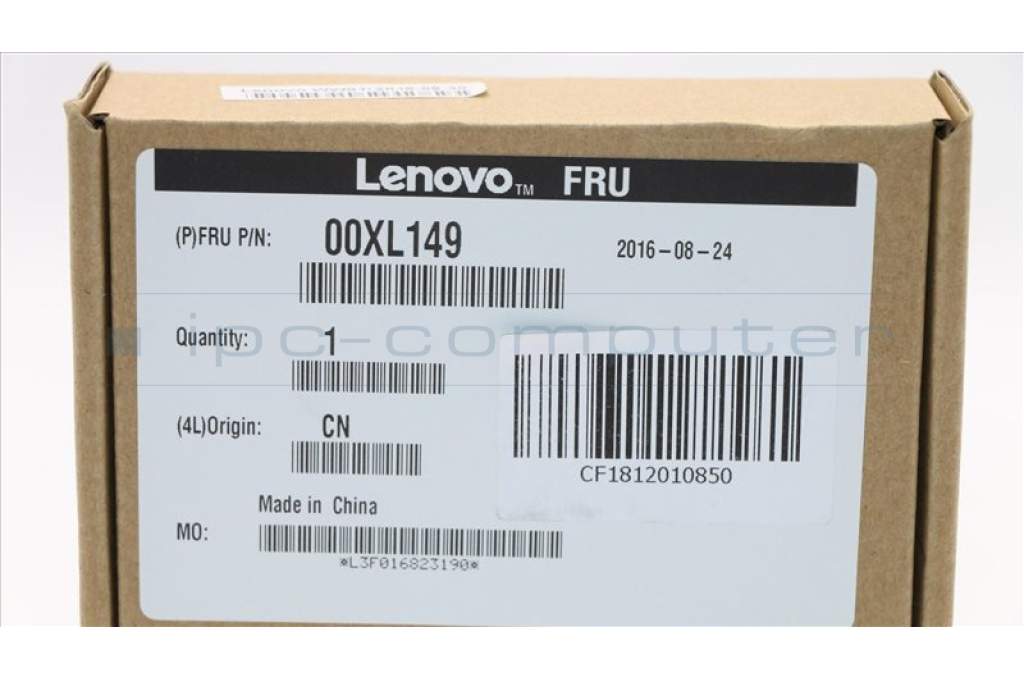 Lenovo™ FRU
(P)FRU P/N: 00XL149 2016-08-24
ipc-computer
Quantity: 1
(4L)Origin: CN
CF1812010850
Made in China
MO:
*L3F016823190*